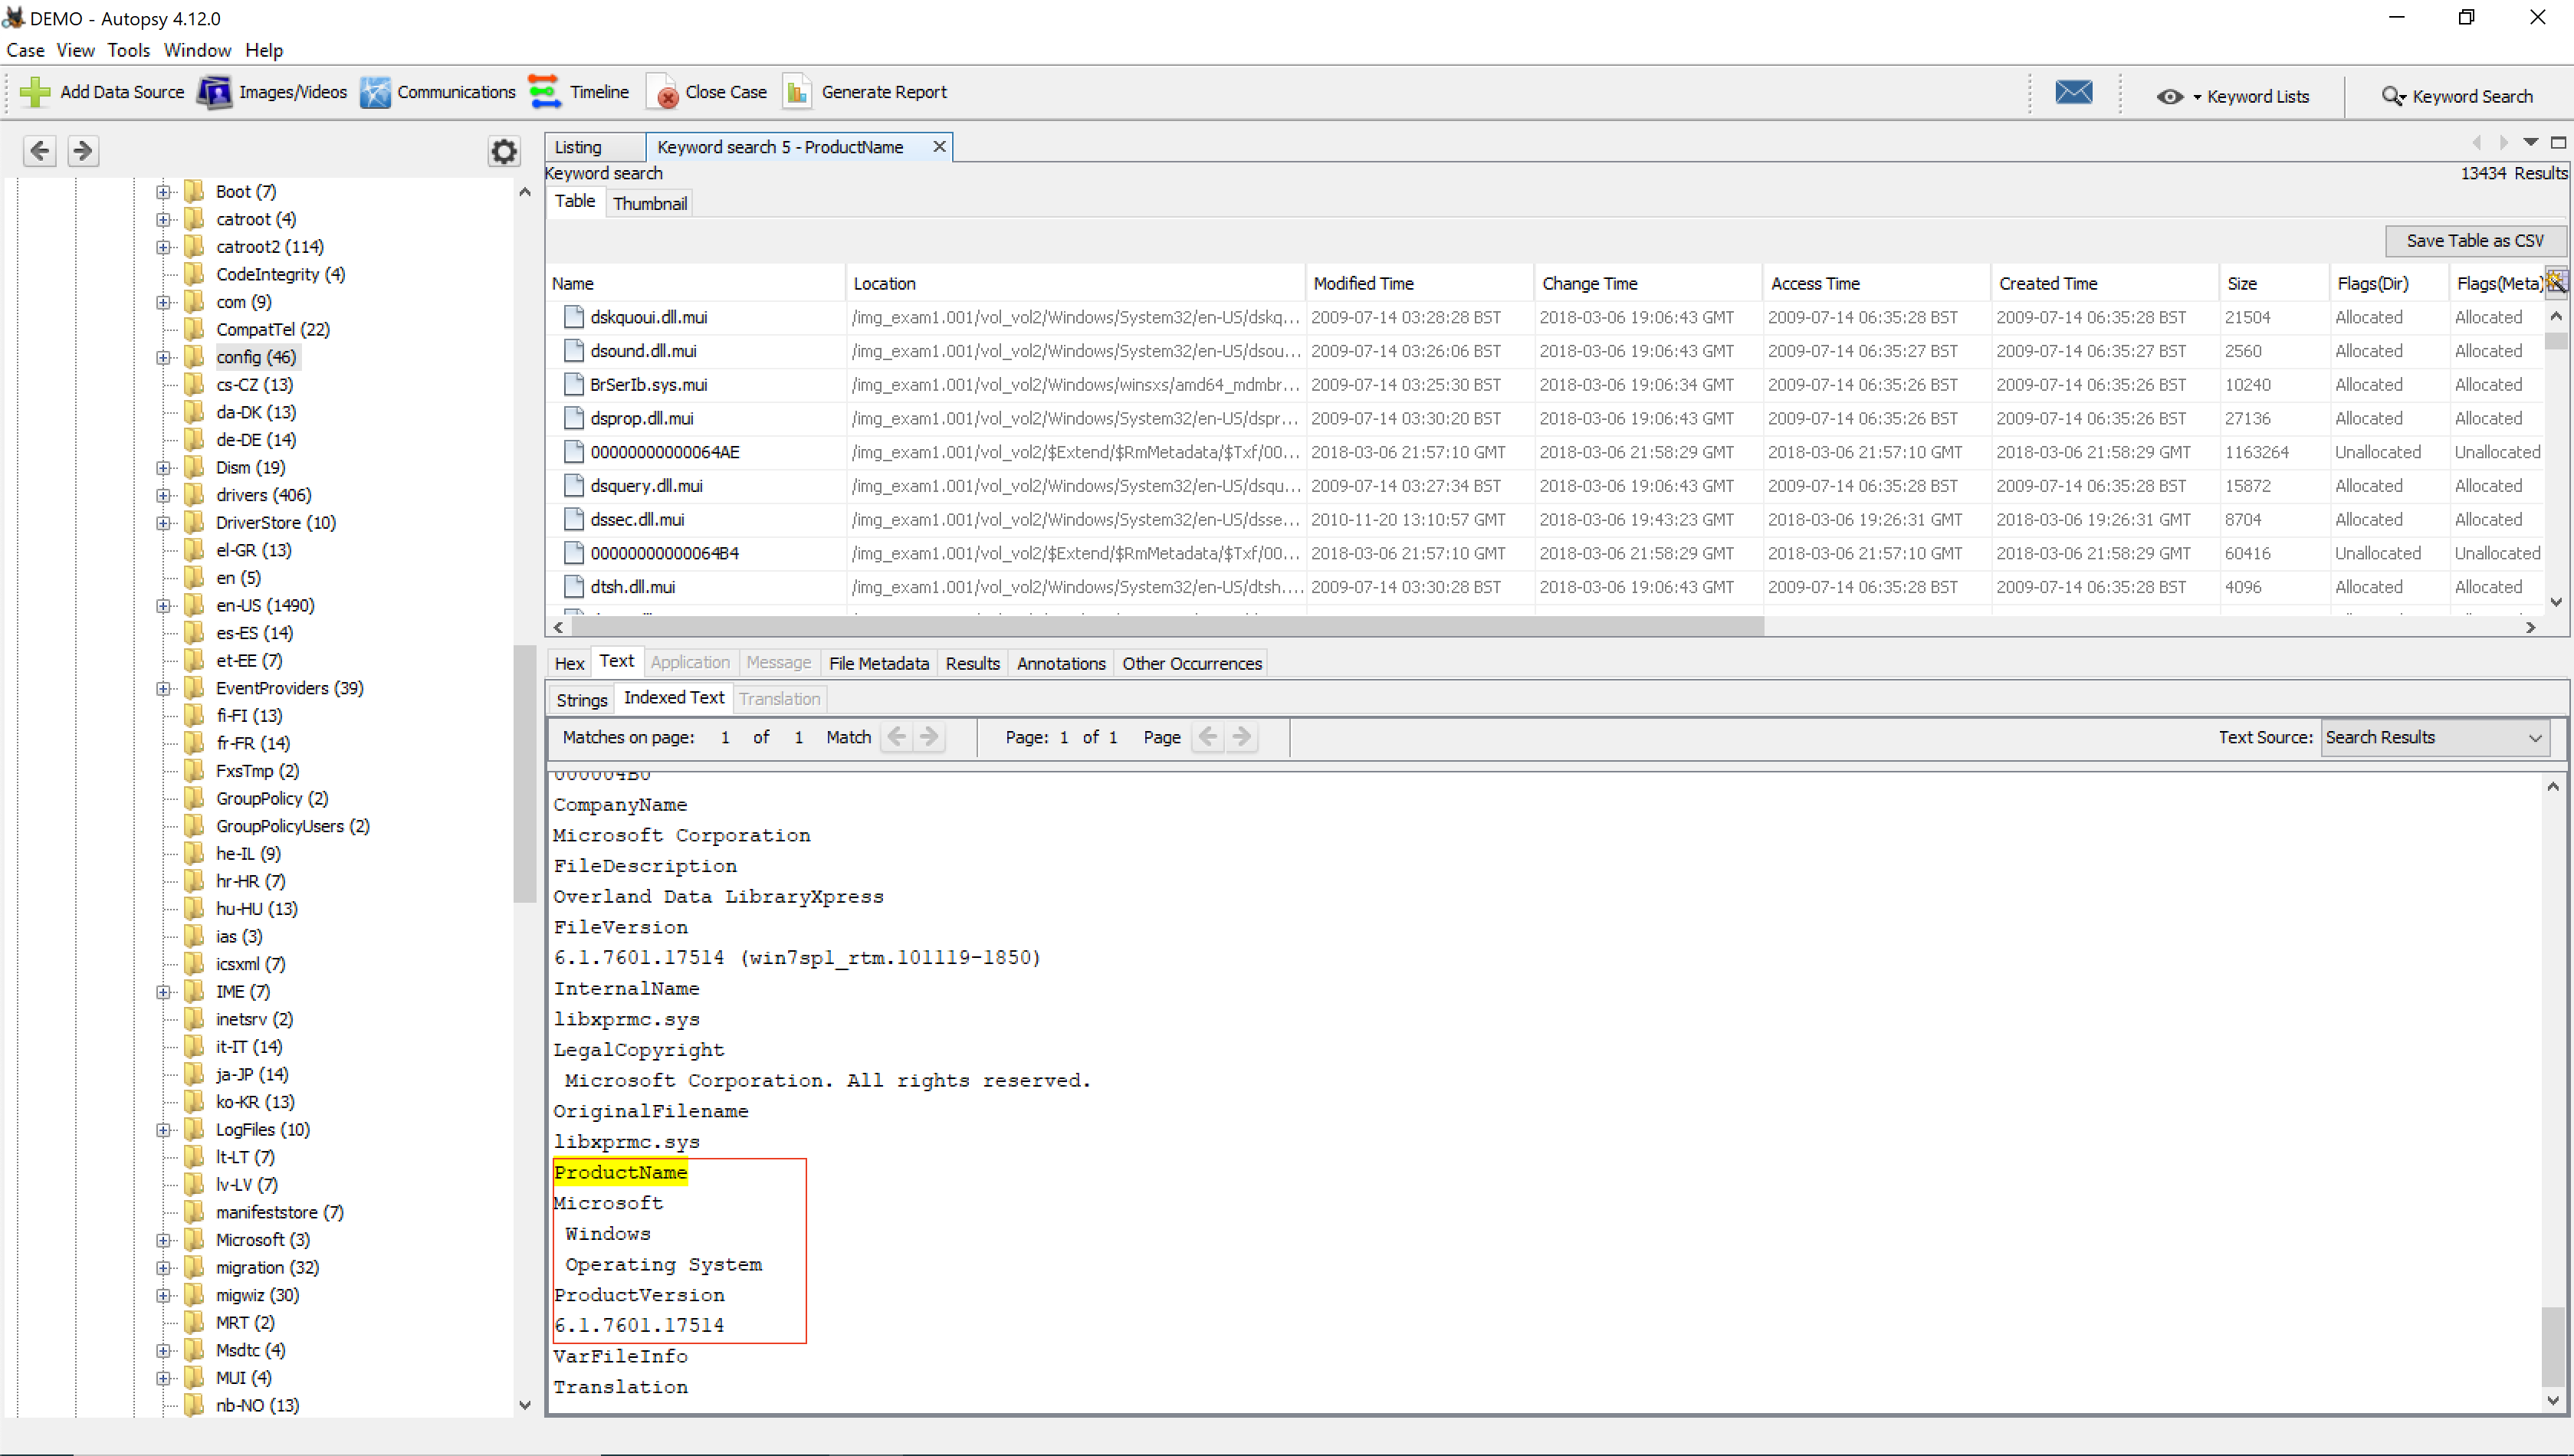 DEMO - Autopsy 4.12.0
Case View Tools Window Help
Add Data Source Images/Videos Communications Timeline Close Case Generate Report Keyword Lists Keyword Search
Boot (7)
catroot (4)
catroot2 (114)
CodeIntegrity (4)
com (9)
CompatTel (22)
config (46)
cs-CZ (13)
da-DK (13)
de-DE (14)
Dism (19)
drivers (406)
DriverStore (10)
el-GR (13)
en (5)
en-US (1490)
es-ES (14)
et-EE (7)
EventProviders (39)
fi-FI (13)
fr-FR (14)
FxsTmp (2)
GroupPolicy (2)
GroupPolicyUsers (2)
he-IL (9)
hr-HR (7)
hu-HU (13)
ias (3)
icsxml (7)
IME (7)
inetsrv (2)
it-IT (14)
ja-JP (14)
ko-KR (13)
LogFiles (10)
lt-LT (7)
lv-LV (7)
manifeststore (7)
Microsoft (3)
migration (32)
migwiz (30)
MRT (2)
Msdtc (4)
MUI (4)
nb-NO (13)
Listing Keyword search 5 - ProductName
Keyword search 13434 Results
Table Thumbnail
Save Table as CSV
Name Location Modified Time Change Time Access Time Created Time Size Flags(Dir) Flags(Meta)
dskquoui.dll.mui /img_exam1.001/vol_vol2/Windows/System32/en-US/dskq... 2009-07-14 03:28:28 BST 2018-03-06 19:06:43 GMT 2009-07-14 06:35:28 BST 2009-07-14 06:35:28 BST 21504 Allocated Allocated
dsound.dll.mui /img_exam1.001/vol_vol2/Windows/System32/en-US/dsou... 2009-07-14 03:26:06 BST 2018-03-06 19:06:43 GMT 2009-07-14 06:35:27 BST 2009-07-14 06:35:27 BST 2560 Allocated Allocated
BrSerIb.sys.mui /img_exam1.001/vol_vol2/Windows/winsxs/amd64_mdmbr... 2009-07-14 03:25:30 BST 2018-03-06 19:06:34 GMT 2009-07-14 06:35:26 BST 2009-07-14 06:35:26 BST 10240 Allocated Allocated
dsprop.dll.mui /img_exam1.001/vol_vol2/Windows/System32/en-US/dspr... 2009-07-14 03:30:20 BST 2018-03-06 19:06:43 GMT 2009-07-14 06:35:26 BST 2009-07-14 06:35:26 BST 27136 Allocated Allocated
00000000000064AE /img_exam1.001/vol_vol2/$Extend/$RmMetadata/$Txf/00... 2018-03-06 21:57:10 GMT 2018-03-06 21:58:29 GMT 2018-03-06 21:57:10 GMT 2018-03-06 21:58:29 GMT 1163264 Unallocated Unallocated
dsquery.dll.mui /img_exam1.001/vol_vol2/Windows/System32/en-US/dsqu... 2009-07-14 03:27:34 BST 2018-03-06 19:06:43 GMT 2009-07-14 06:35:28 BST 2009-07-14 06:35:28 BST 15872 Allocated Allocated
dssec.dll.mui /img_exam1.001/vol_vol2/Windows/System32/en-US/dsse... 2010-11-20 13:10:57 GMT 2018-03-06 19:43:23 GMT 2018-03-06 19:26:31 GMT 2018-03-06 19:26:31 GMT 8704 Allocated Allocated
00000000000064B4 /img_exam1.001/vol_vol2/$Extend/$RmMetadata/$Txf/00... 2018-03-06 21:57:10 GMT 2018-03-06 21:58:29 GMT 2018-03-06 21:57:10 GMT 2018-03-06 21:58:29 GMT 60416 Unallocated Unallocated
dtsh.dll.mui /img_exam1.001/vol_vol2/Windows/System32/en-US/dtsh.... 2009-07-14 03:30:28 BST 2018-03-06 19:06:43 GMT 2009-07-14 06:35:28 BST 2009-07-14 06:35:28 BST 4096 Allocated Allocated
Hex Text Application Message File Metadata Results Annotations Other Occurrences
Strings Indexed Text Translation
Matches on page: 1 of 1 Match Page: 1 of 1 Page Text Source: Search Results
000004B0
CompanyName
Microsoft Corporation
FileDescription
Overland Data LibraryXpress
FileVersion
6.1.7601.17514 (win7sp1_rtm.101119-1850)
InternalName
libxprmc.sys
LegalCopyright
Microsoft Corporation. All rights reserved.
OriginalFilename
libxprmc.sys
ProductName
Microsoft
Windows
Operating System
ProductVersion
6.1.7601.17514
VarFileInfo
Translation